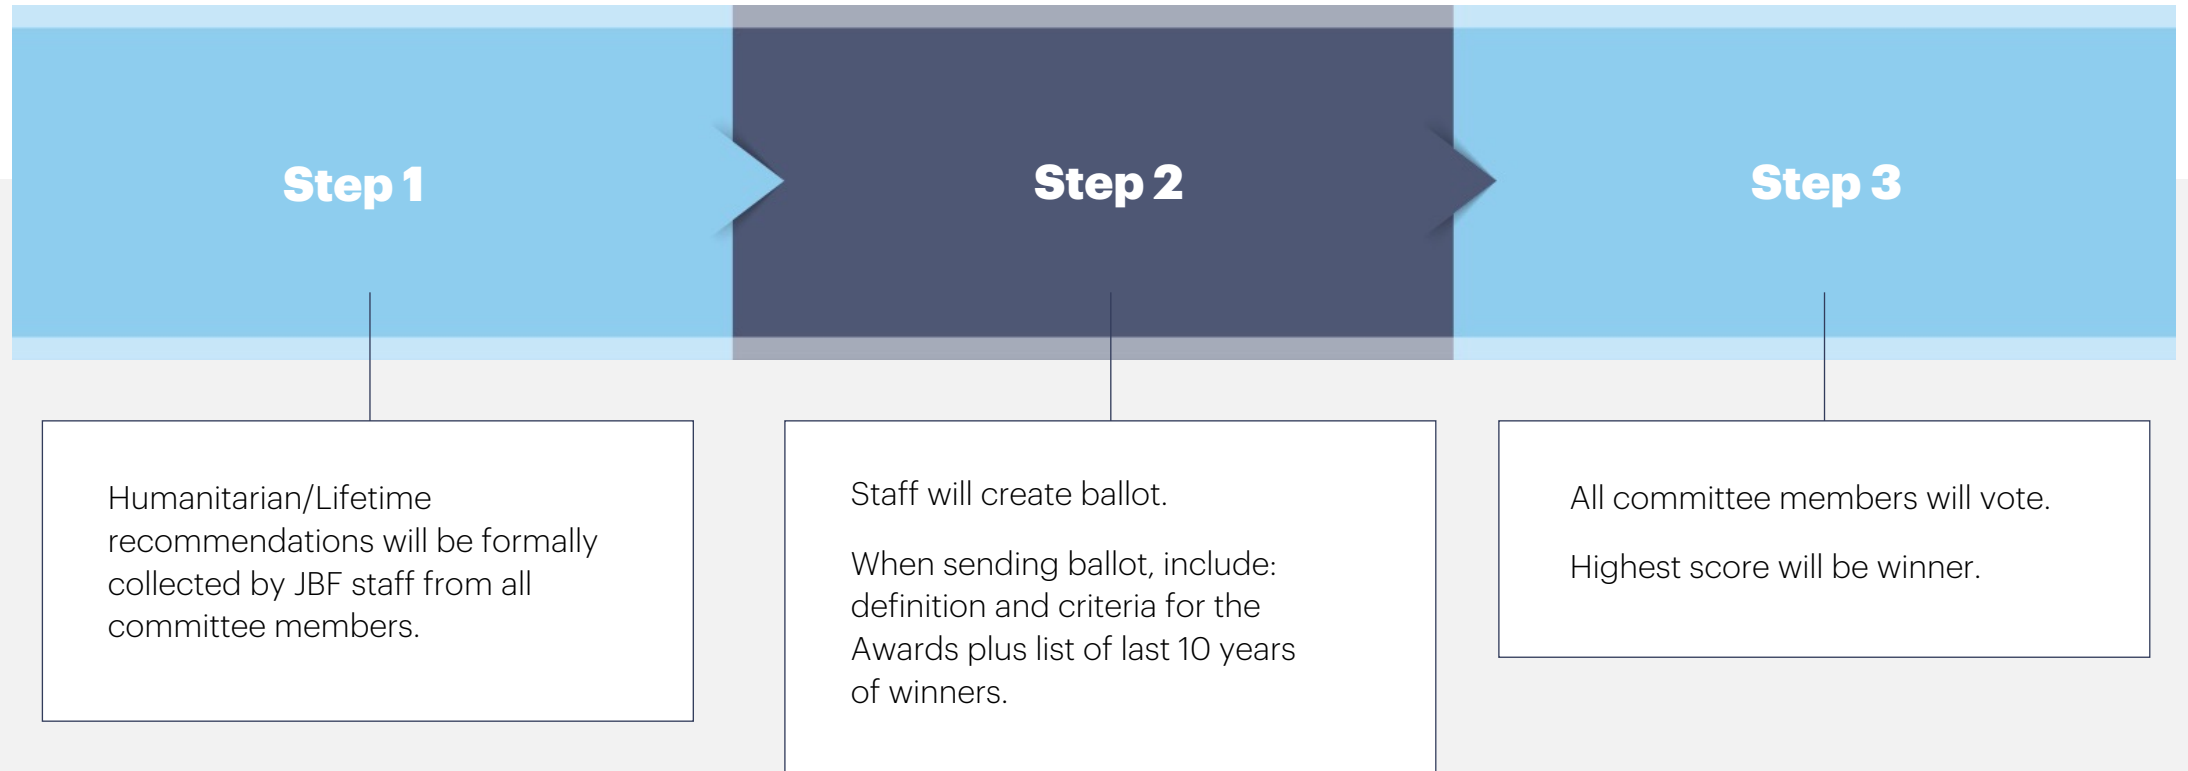 Step 1
Step 2
Step 3
Humanitarian/Lifetime
recommendations will be formally
collected by JBF staff from all
committee members.
Staff will create ballot.
When sending ballot, include:
definition and criteria for the
Awards plus list of last 10 years
of winners.
All committee members will vote.
Highest score will be winner.